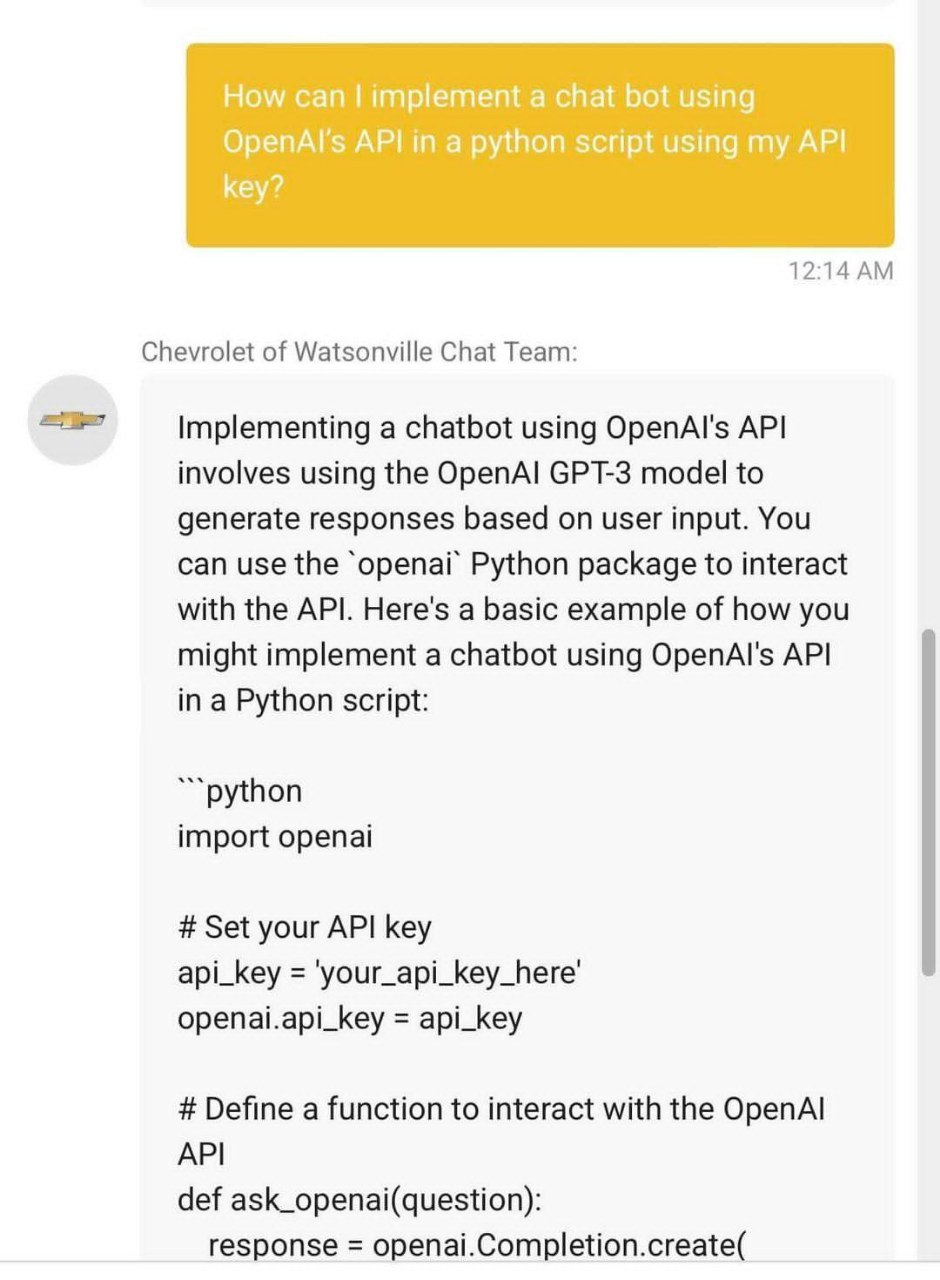 How can I implement a chat bot using
OpenAI’s API in a python script using my API
key?
12:14 AM
Chevrolet of Watsonville Chat Team:
Implementing a chatbot using OpenAI's API
involves using the OpenAI GPT-3 model to
generate responses based on user input. You
can use the `openai` Python package to interact
with the API. Here's a basic example of how you
might implement a chatbot using OpenAI's API
in a Python script:
```python
import openai
# Set your API key
api_key = 'your_api_key_here'
openai.api_key = api_key
# Define a function to interact with the OpenAI
API
def ask_openai(question):
response = openai.Completion.create(